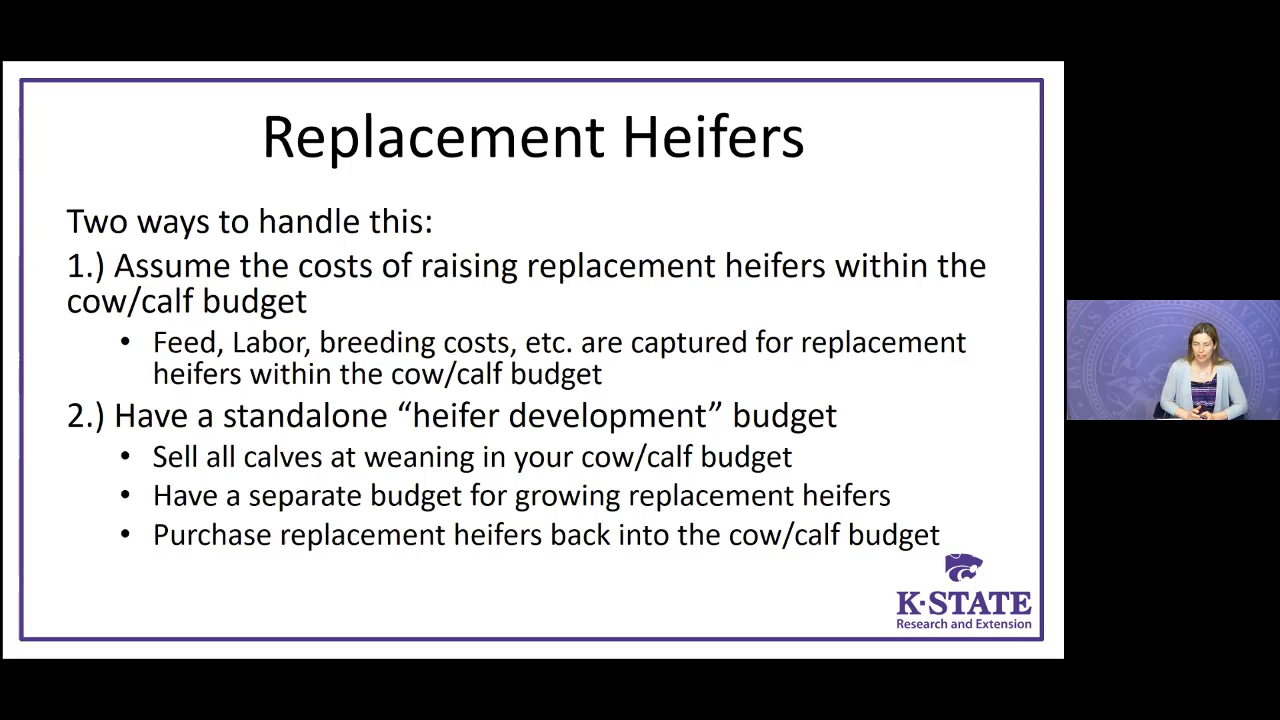 Replacement Heifers
Two ways to handle this:
1.) Assume the costs of raising replacement heifers within the
cow/calf budget
• Feed, Labor, breeding costs, etc. are captured for replacement
heifers within the cow/calf budget
2.) Have a standalone “heifer development” budget
• Sell all calves at weaning in your cow/calf budget
• Have a separate budget for growing replacement heifers
• Purchase replacement heifers back into the cow/calf budget
K-STATE
Research and Extension